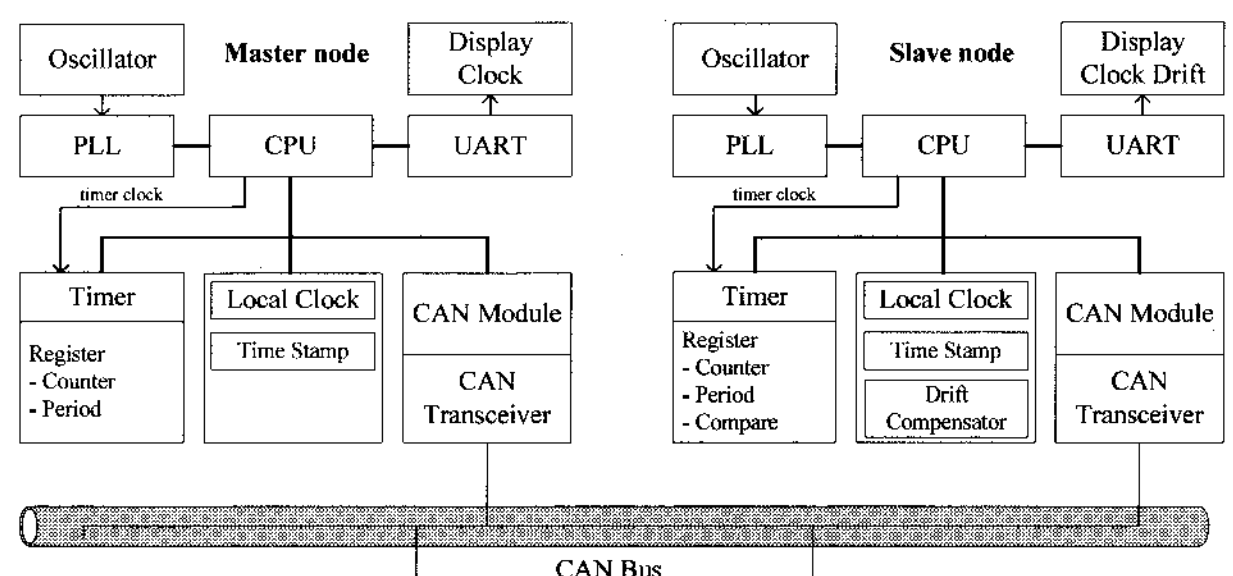 Oscillator
Master node
Display
Clock
PLL
CPU
UART
timer clock
Timer
Register
- Counter
- Period
Local Clock
Time Stamp
CAN Module
CAN
Transceiver
Oscillator
Slave node
Display
Clock Drift
PLL
CPU
UART
timer clock
Timer
Register
- Counter
- Period
- Compare
Local Clock
Time Stamp
Drift
Compensator
CAN Module
CAN
Transceiver
CAN Bus